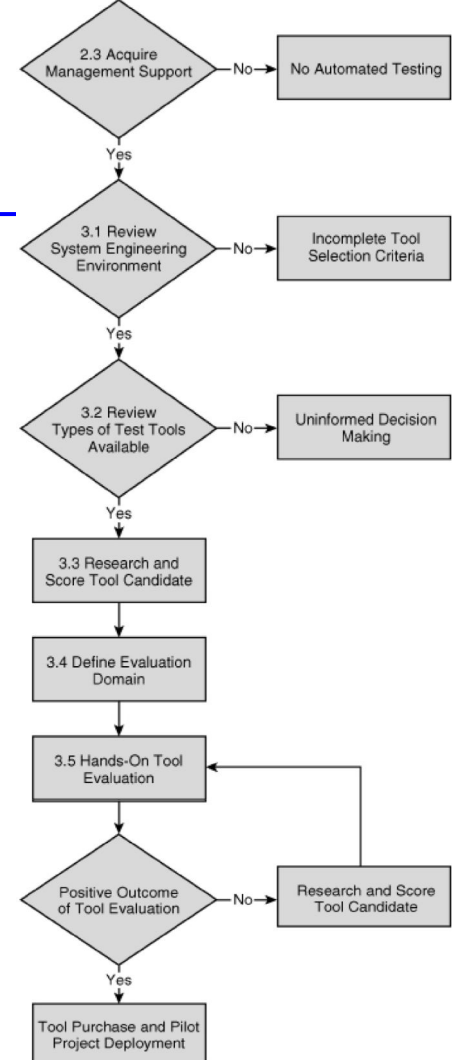 2.3 Acquire
Management Support
No
No Automated Testing
Yes
3.1 Review
System Engineering
Environment
No
Incomplete Tool
Selection Criteria
Yes
3.2 Review
Types of Test Tools
Available
No
Uninformed Decision
Making
Yes
3.3 Research and
Score Tool Candidate
3.4 Define Evaluation
Domain
3.5 Hands-On Tool
Evaluation
Positive Outcome
of Tool Evaluation
No
Research and Score
Tool Candidate
Yes
Tool Purchase and Pilot
Project Deployment